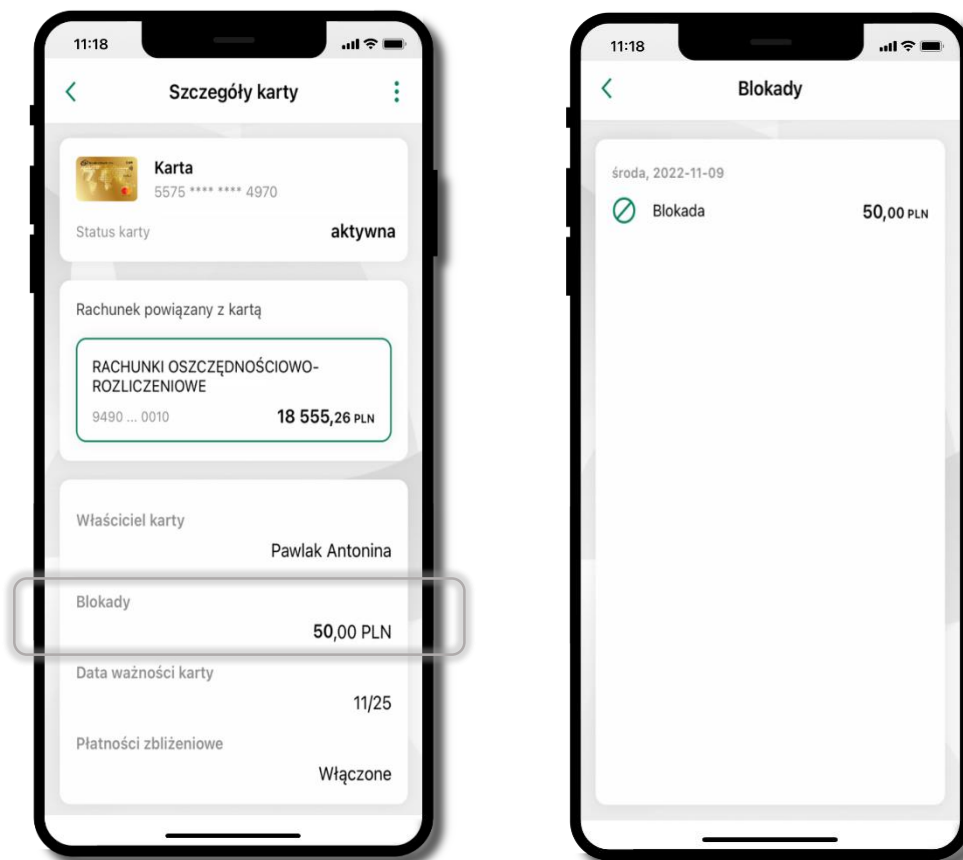 11:18
Szczegóły karty
Karta
5575 **** **** 4970
Status karty aktywna
Rachunek powiązany z kartą
RACHUNKI OSZCZĘDNOŚCIOWO-
ROZLICZENIOWE
9490 ... 0010 18 555,26 PLN
Właściciel karty
Pawlak Antonina
Blokady
50,00 PLN
Data ważności karty
11/25
Płatności zbliżeniowe
Włączone
11:18
Blokady
środa, 2022-11-09
Blokada 50,00 PLN